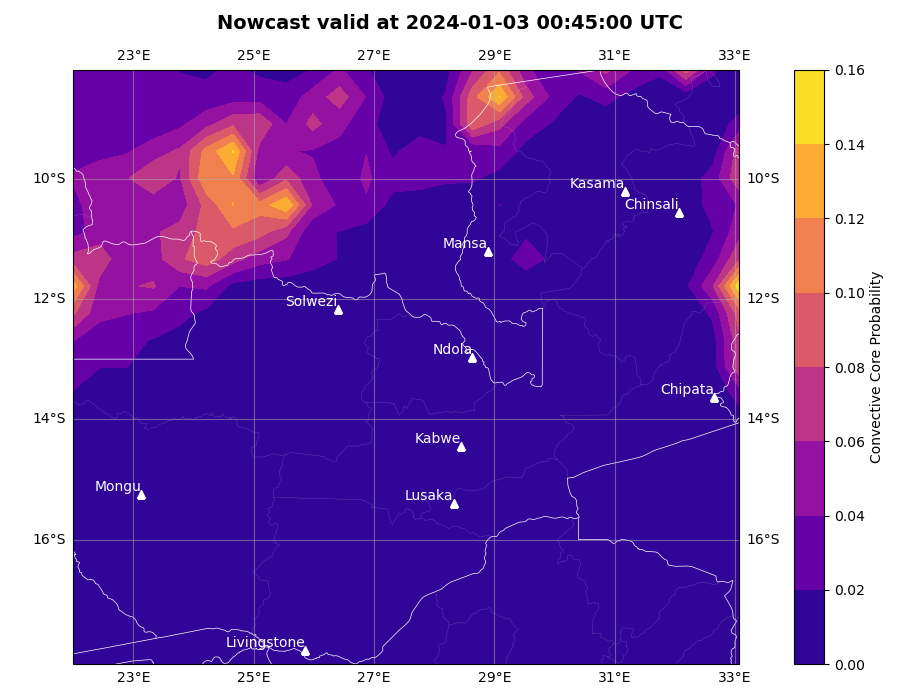 Nowcast valid at 2024-01-03 00:45:00 UTC
23°E 25°E 27°E 29°E 31°E 33°E
0.16
0.14
10°S Kasama 10°S
Chinsali
0.12
Mansa
12°S Solwezi 12°S
0.10
Convective Core Probability
Ndola
0.08
Chipata
14°S 14°S
Kabwe
0.06
Mongu
Lusaka
0.04
16°S 16°S
0.02
Livingstone
0.00
23°E 25°E 27°E 29°E 31°E 33°E